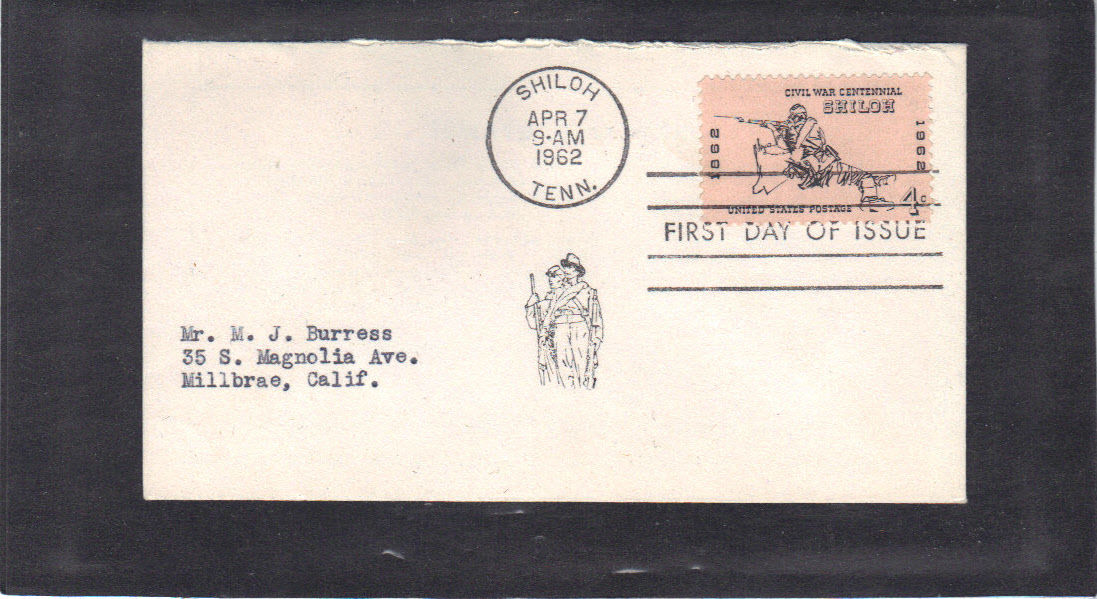 SHILOH
APR 7
9-AM
1962
TENN.
CIVIL WAR CENTENNIAL
SHILOH
1862
1962
UNITED STATES POSTAGE
4¢
FIRST DAY OF ISSUE
Mr. M. J. Burress
35 S. Magnolia Ave.
Millbrae, Calif.